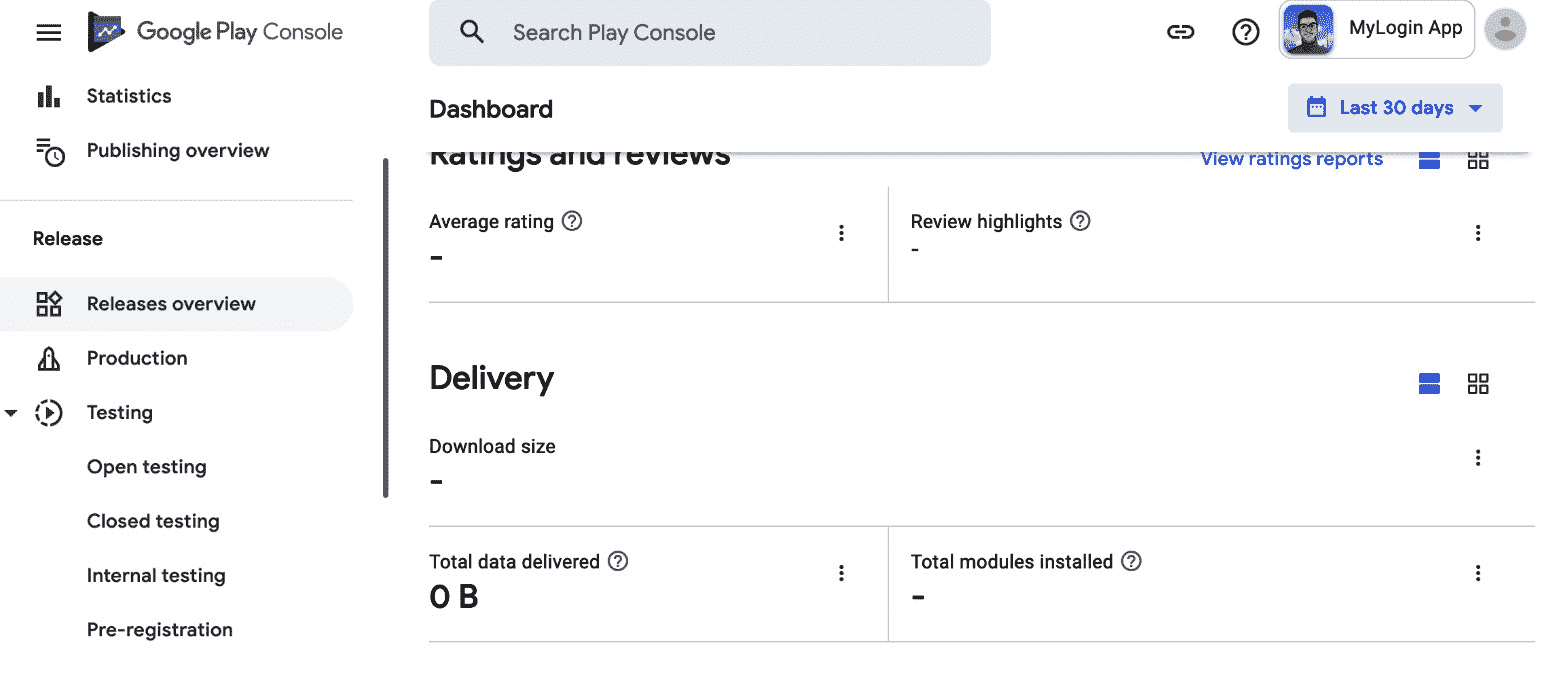 Google Play Console
Search Play Console
MyLogin App
Statistics
Publishing overview
Release
Releases overview
Production
Testing
Open testing
Closed testing
Internal testing
Pre-registration
Dashboard
Last 30 days
Ratings and reviews
View ratings reports
Average rating
-
Review highlights
-
Delivery
Download size
-
Total data delivered
0 B
Total modules installed
-